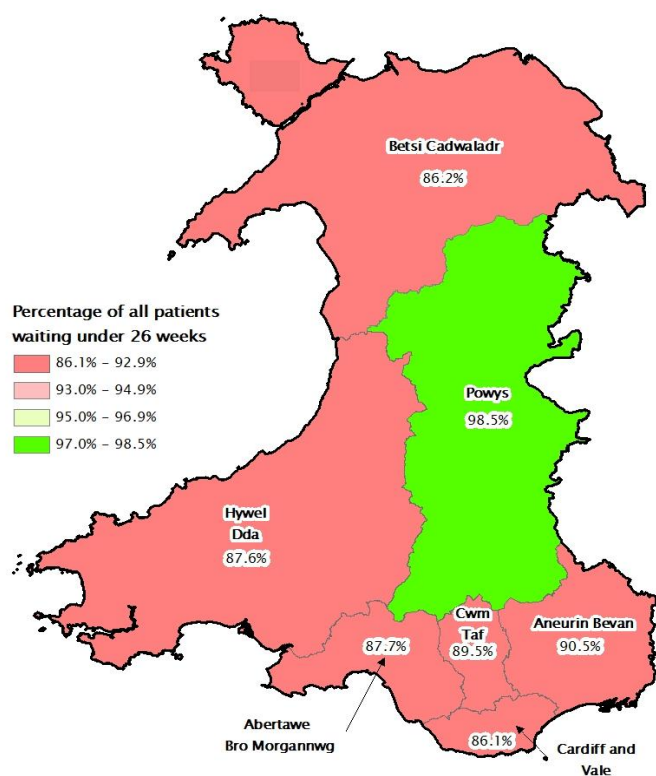 Betsi Cadwaladr
86.2%
Percentage of all patients
waiting under 26 weeks
86.1% - 92.9%
93.0% - 94.9%
95.0% - 96.9%
97.0% - 98.5%
Powys
98.5%
Hywel
Dda
87.6%
Cwm
Taf
89.5%
Aneurin Bevan
90.5%
87.7%
Abertawe
Bro Morgannwg
86.1%
Cardiff and
Vale